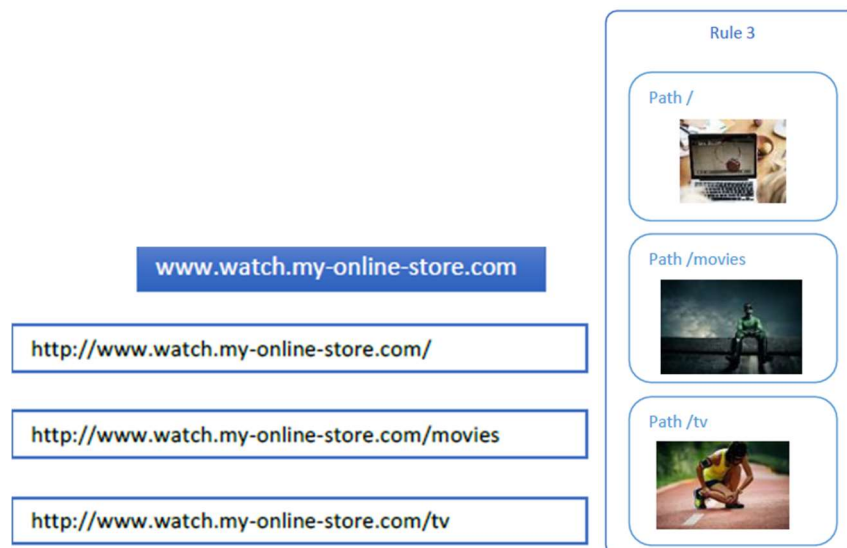 Rule 3
Path /
www.watch.my-online-store.com
Path /movies
http://www.watch.my-online-store.com/
http://www.watch.my-online-store.com/movies
Path /tv
http://www.watch.my-online-store.com/tv